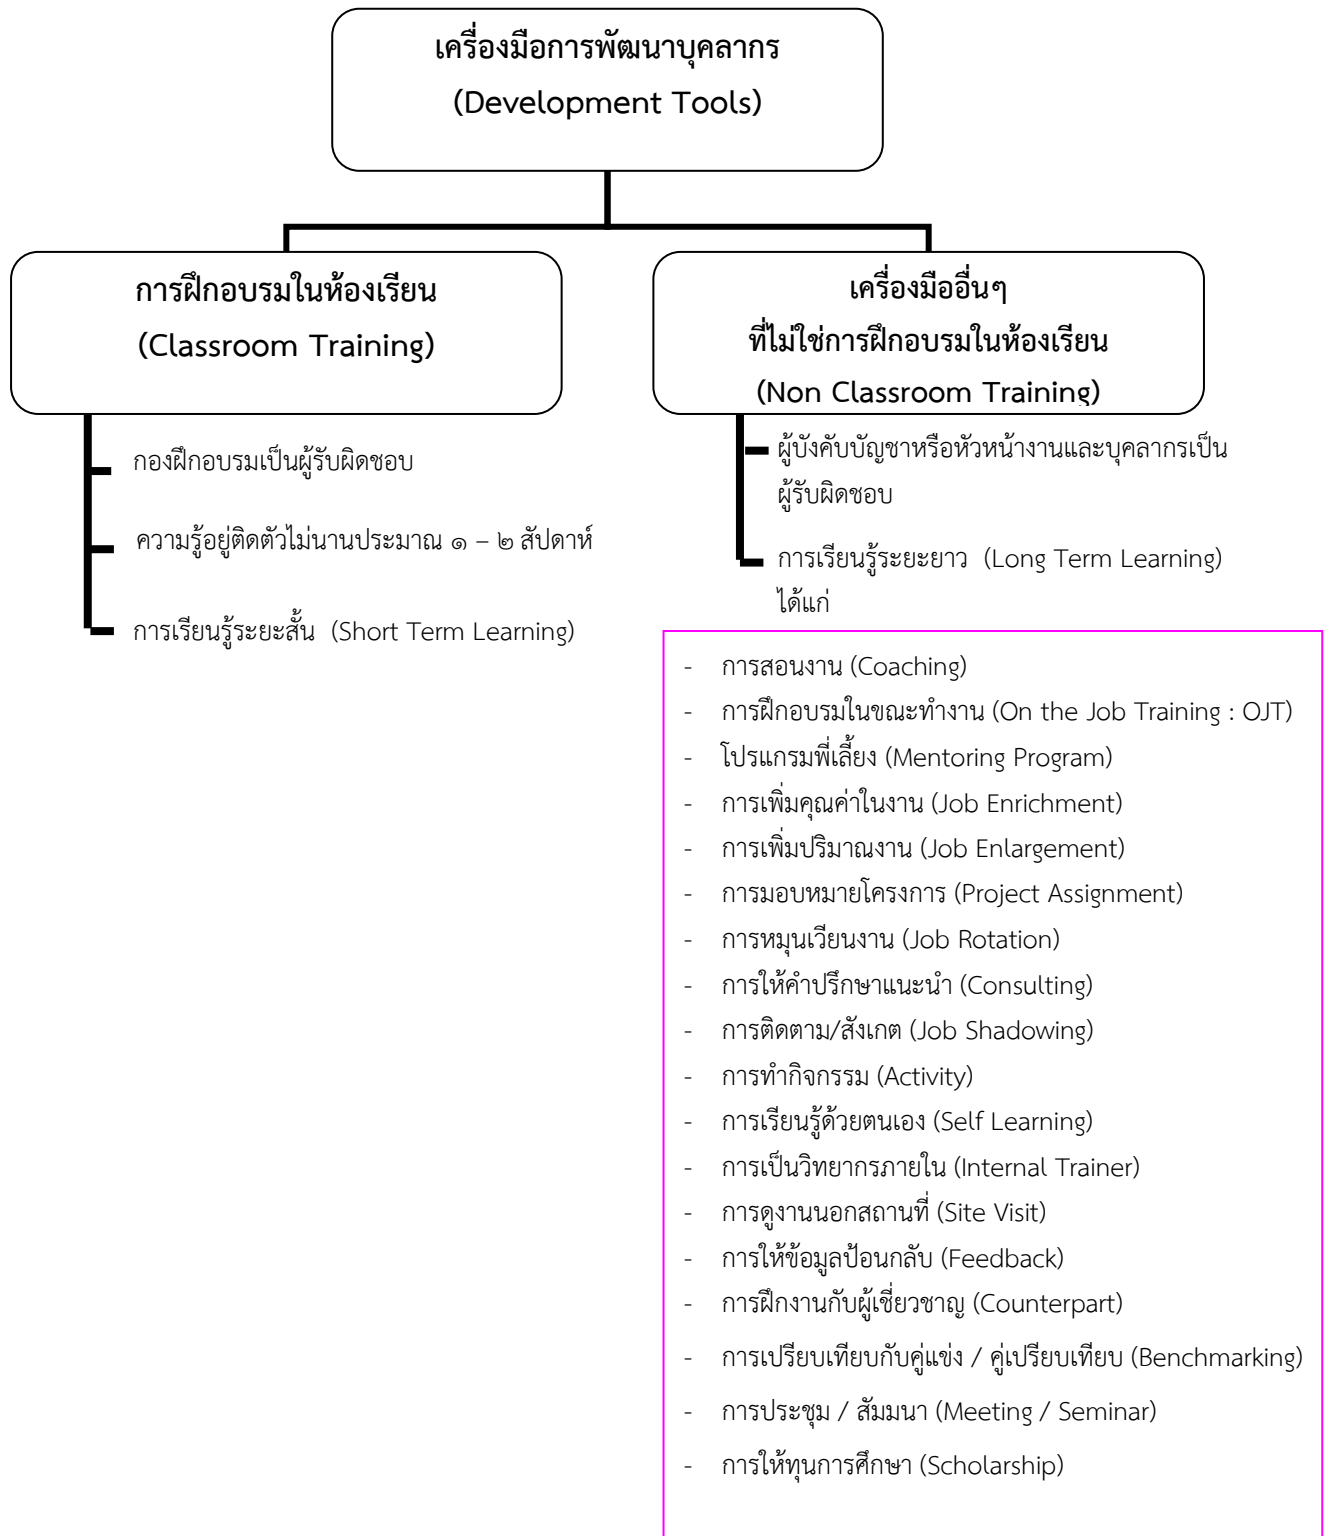 เครื่องมือการพัฒนาบุคลากร
(Development Tools)
การฝึกอบรมในห้องเรียน
(Classroom Training)
กองฝึกอบรมเป็นผู้รับผิดชอบ
ความรู้อยู่ติดตัวไม่นานประมาณ ๑ – ๒ สัปดาห์
การเรียนรู้ระยะสั้น (Short Term Learning)
เครื่องมืออื่นๆ
ที่ไม่ใช่การฝึกอบรมในห้องเรียน
(Non Classroom Training)
ผู้บังคับบัญชาหรือหัวหน้างานและบุคลากรเป็น
ผู้รับผิดชอบ
การเรียนรู้ระยะยาว (Long Term Learning)
ได้แก่
- การสอนงาน (Coaching)
- การฝึกอบรมในขณะทำงาน (On the Job Training : OJT)
- โปรแกรมพี่เลี้ยง (Mentoring Program)
- การเพิ่มคุณค่าในงาน (Job Enrichment)
- การเพิ่มปริมาณงาน (Job Enlargement)
- การมอบหมายโครงการ (Project Assignment)
- การหมุนเวียนงาน (Job Rotation)
- การให้คำปรึกษาแนะนำ (Consulting)
- การติดตาม/สังเกต (Job Shadowing)
- การทำกิจกรรม (Activity)
- การเรียนรู้ด้วยตนเอง (Self Learning)
- การเป็นวิทยากรภายใน (Internal Trainer)
- การดูงานนอกสถานที่ (Site Visit)
- การให้ข้อมูลป้อนกลับ (Feedback)
- การฝึกงานกับผู้เชี่ยวชาญ (Counterpart)
- การเปรียบเทียบกับคู่แข่ง / คู่เปรียบเทียบ (Benchmarking)
- การประชุม / สัมมนา (Meeting / Seminar)
- การให้ทุนการศึกษา (Scholarship)